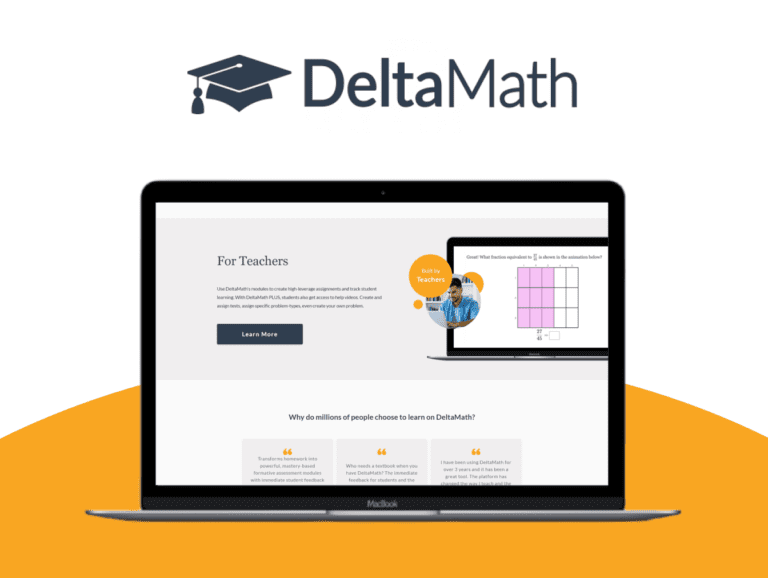 DeltaMath
For Teachers
Use DeltaMath's modules to create high-leverage assignments and track student
learning. With DeltaMath PLUS, students also get access to help videos. Create and
assign tests, assign specific problem-types, even create your own problem.
Learn More
Built by
Teachers
Great! What fraction equivalent to 27/45 is shown in the animation below?
27/45 =
Why do millions of people choose to learn on DeltaMath?
Transforms homework into
powerful, mastery-based
formative assessment modules
with immediate student feedback
Who needs a textbook when you
have DeltaMath? The immediate
feedback for students and the
I have been using DeltaMath for
over 3 years and it has been a
great tool. The platform has
changed the way I teach and the
MacBook